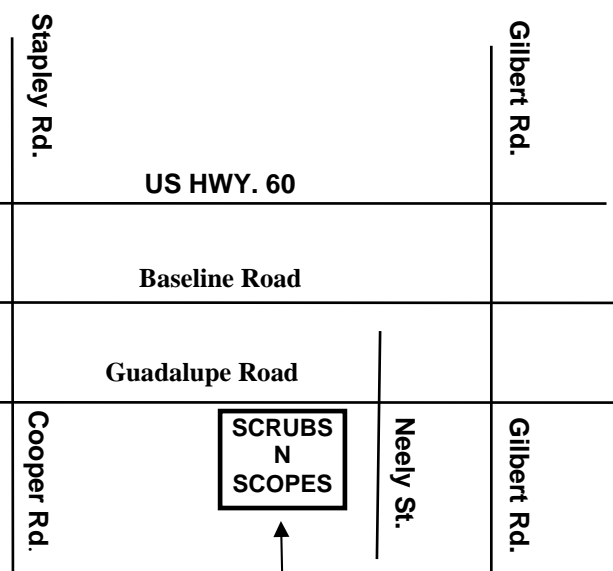 Stapley Rd.
Gilbert Rd.
US HWY. 60
Baseline Road
Guadalupe Road
Cooper Rd.
SCRUBS
N
SCOPES
Neely St.
Gilbert Rd.